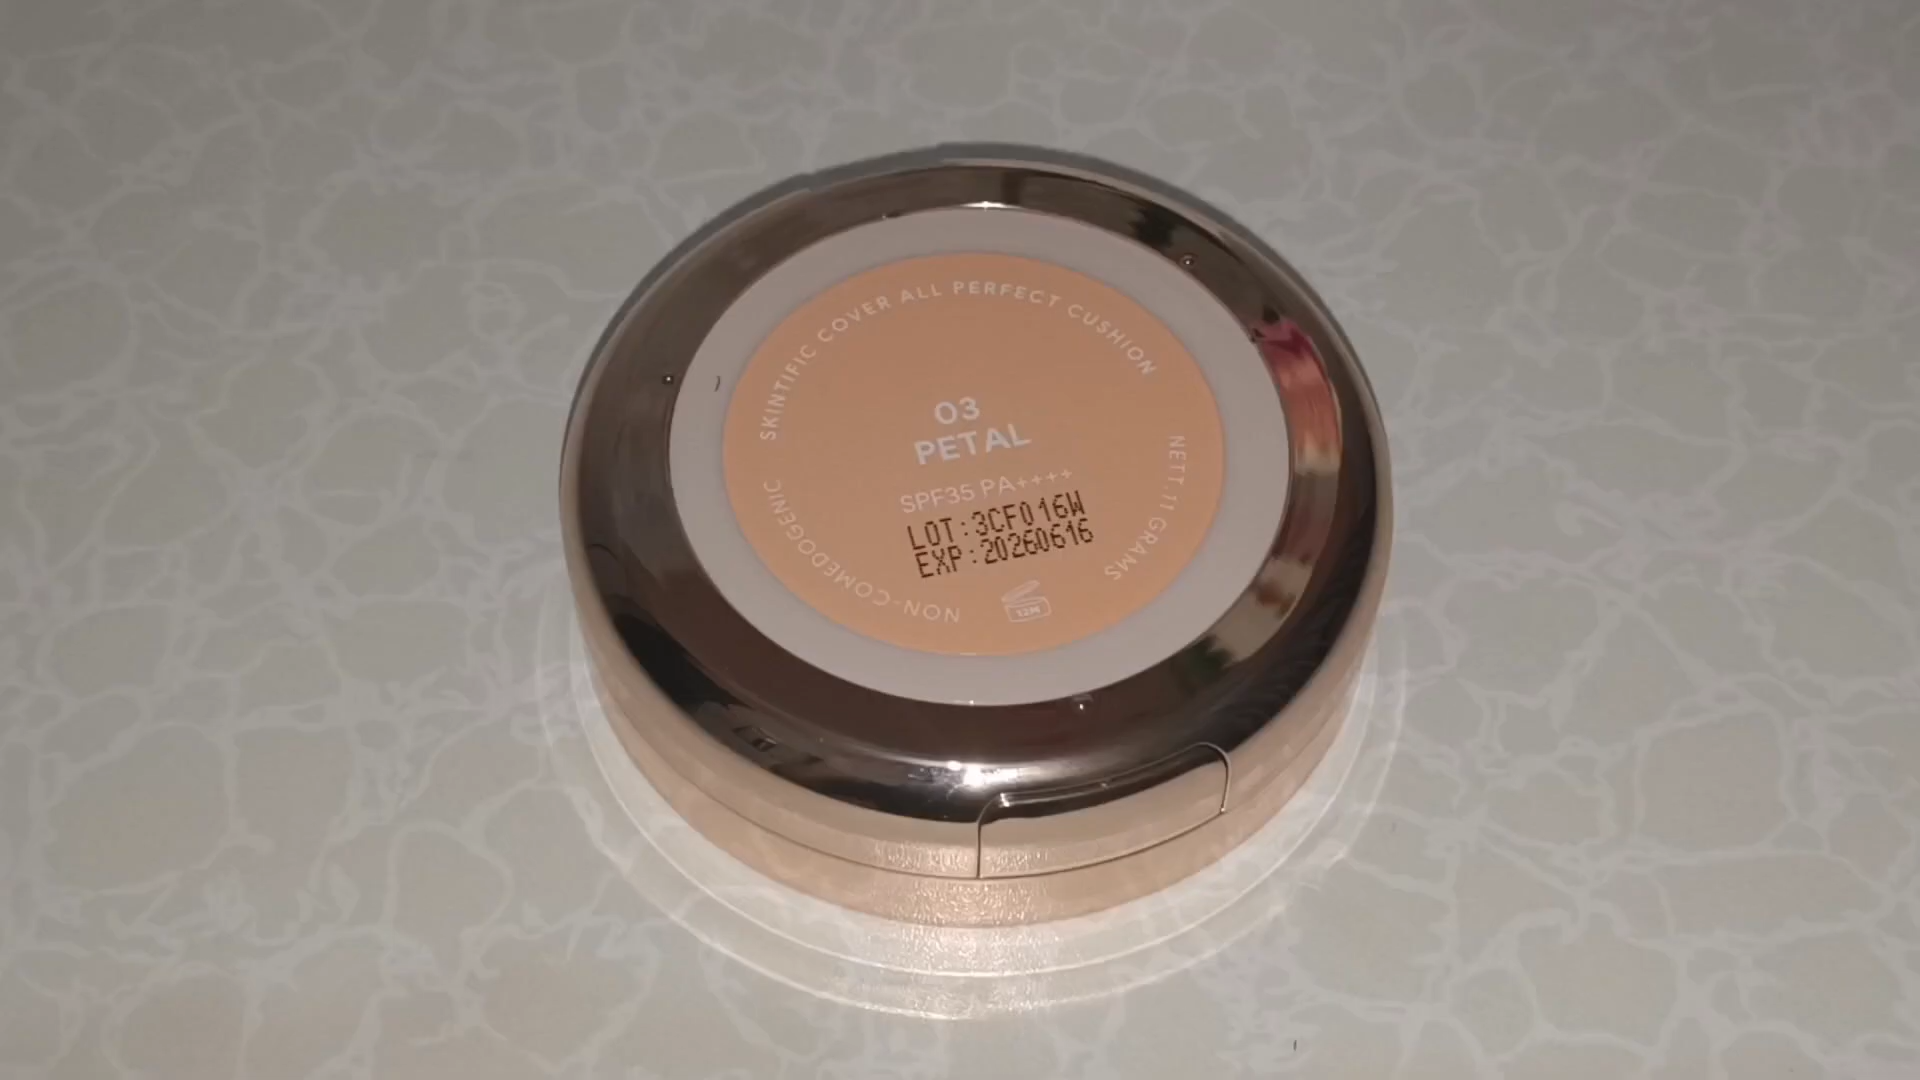 SKINTIFIC COVER ALL PERFECT CUSHION
03
PETAL
SPF35 PA++++
LOT:3CF016W
EXP:20260616
NETT.11 GRAMS
12M
NON-COMEDOGENIC